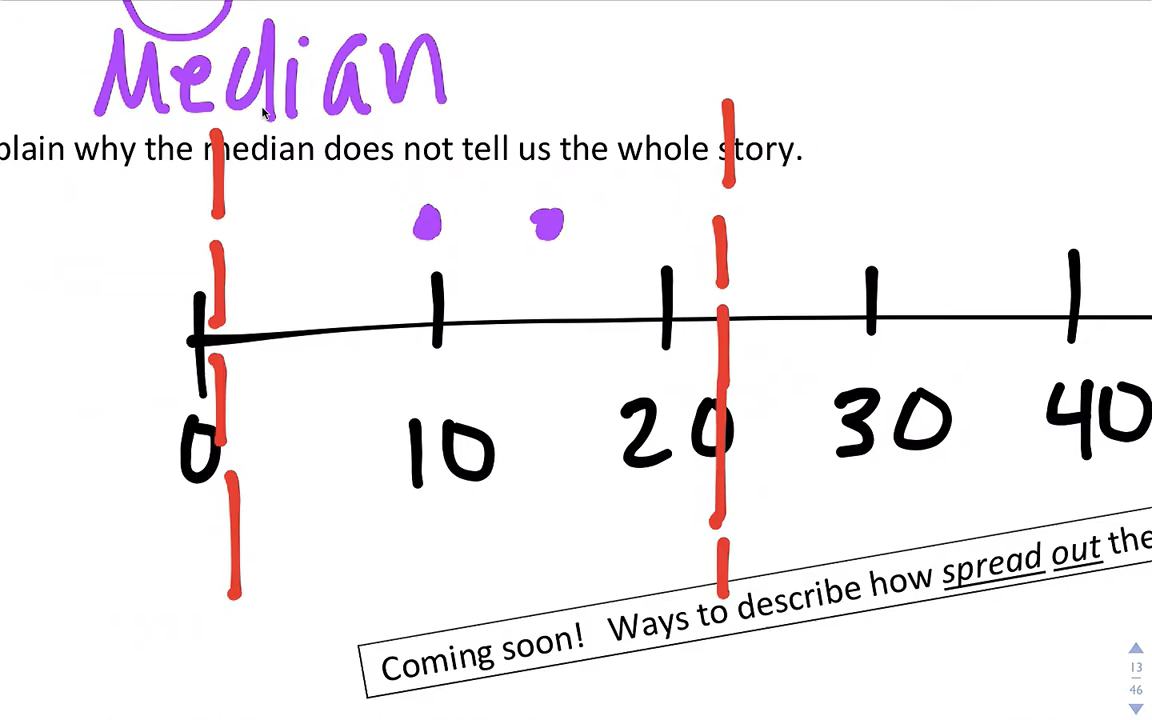 Median
plain why the median does not tell us the whole story.
0 10 20 30 40
Coming soon! Ways to describe how spread out the
13
46